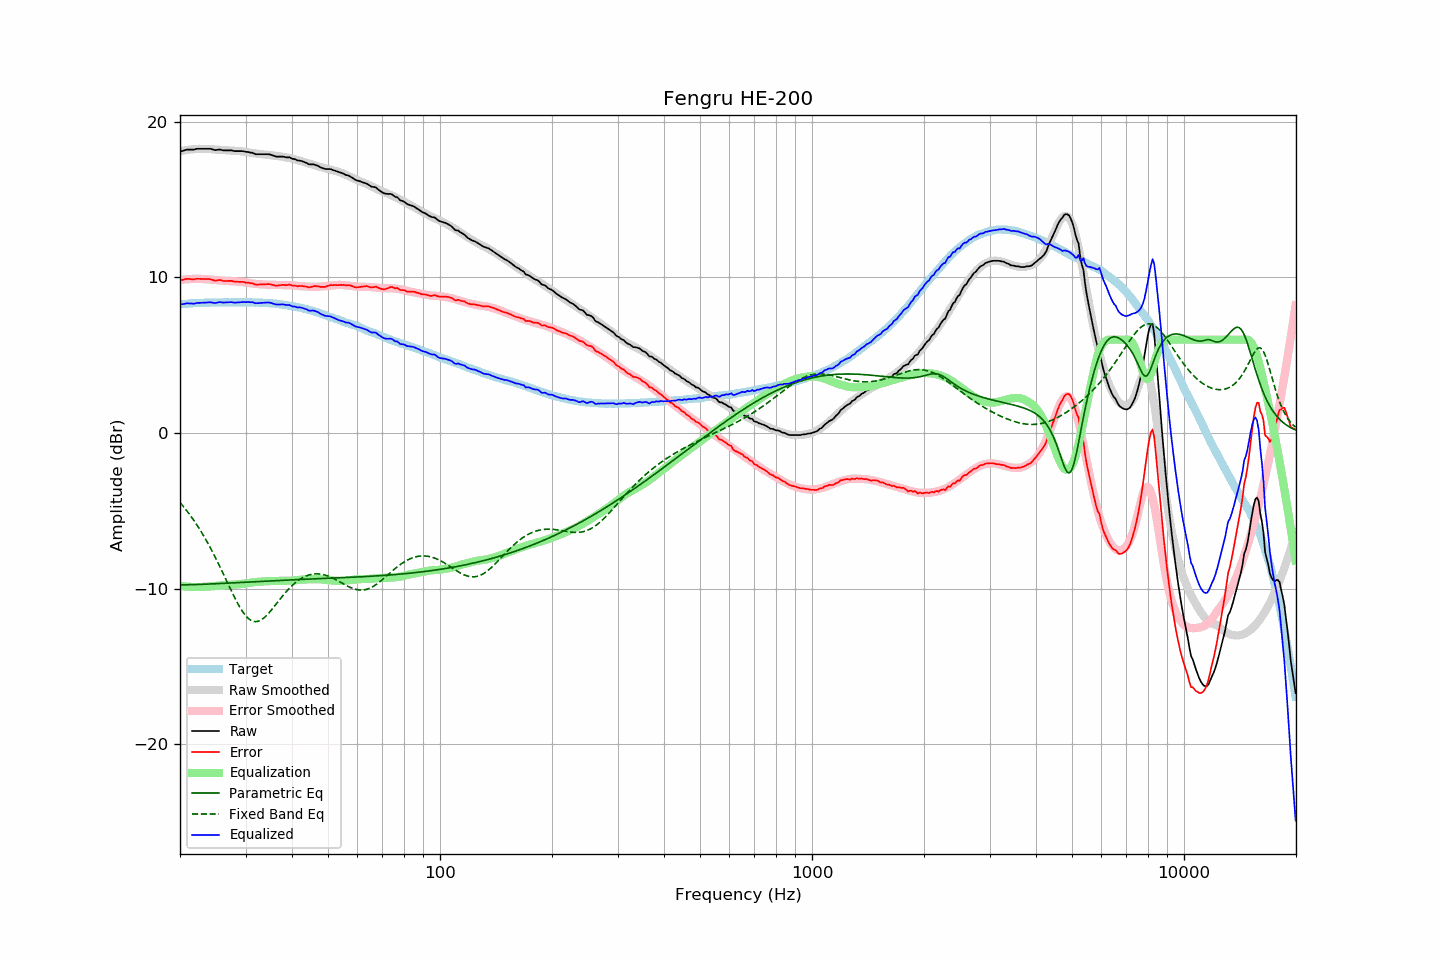 Fengru HE-200
20
10
0
−10
−20
Amplitude (dBr)
Target
Raw Smoothed
Error Smoothed
Raw
Error
Equalization
Parametric Eq
Fixed Band Eq
Equalized
100
1000
10000
Frequency (Hz)